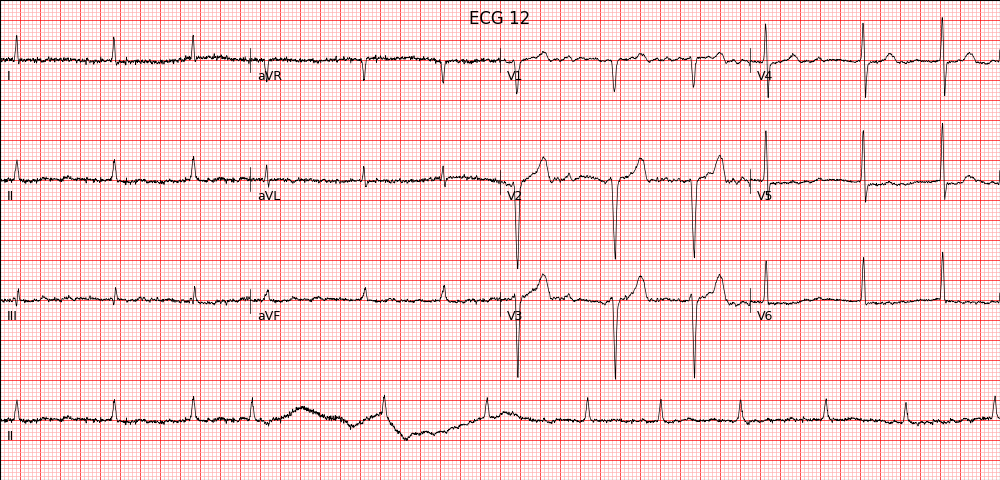 ECG 12
I aVR V1 V4
II aVL V2 V5
III aVF V3 V6
II